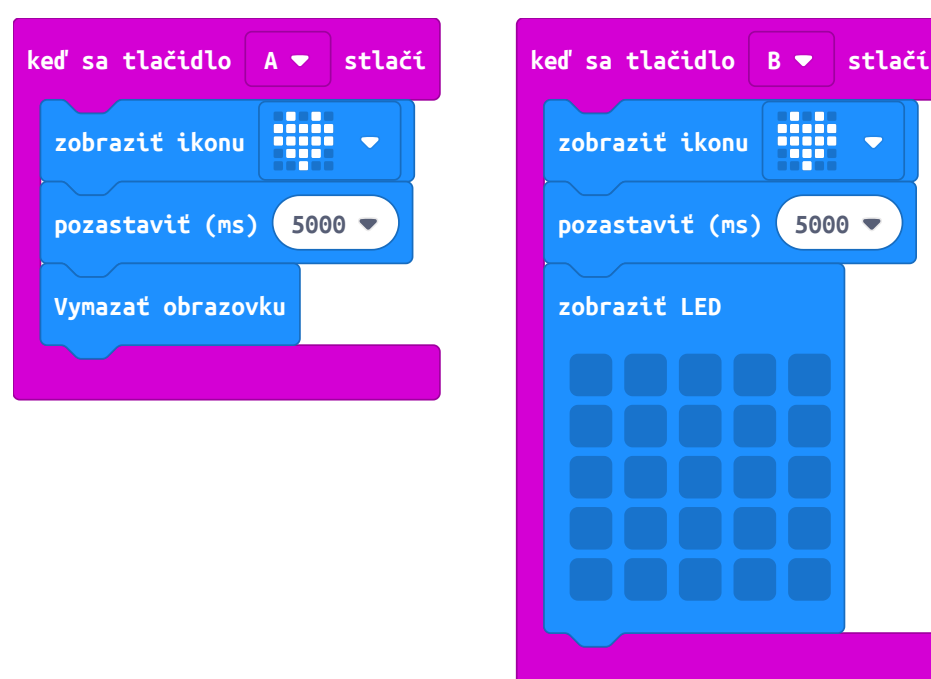 keď sa tlačidlo A stlačí
zobraziť ikonu
pozastaviť (ms) 5000
Vymazať obrazovku
keď sa tlačidlo B stlačí
zobraziť ikonu
pozastaviť (ms) 5000
zobraziť LED